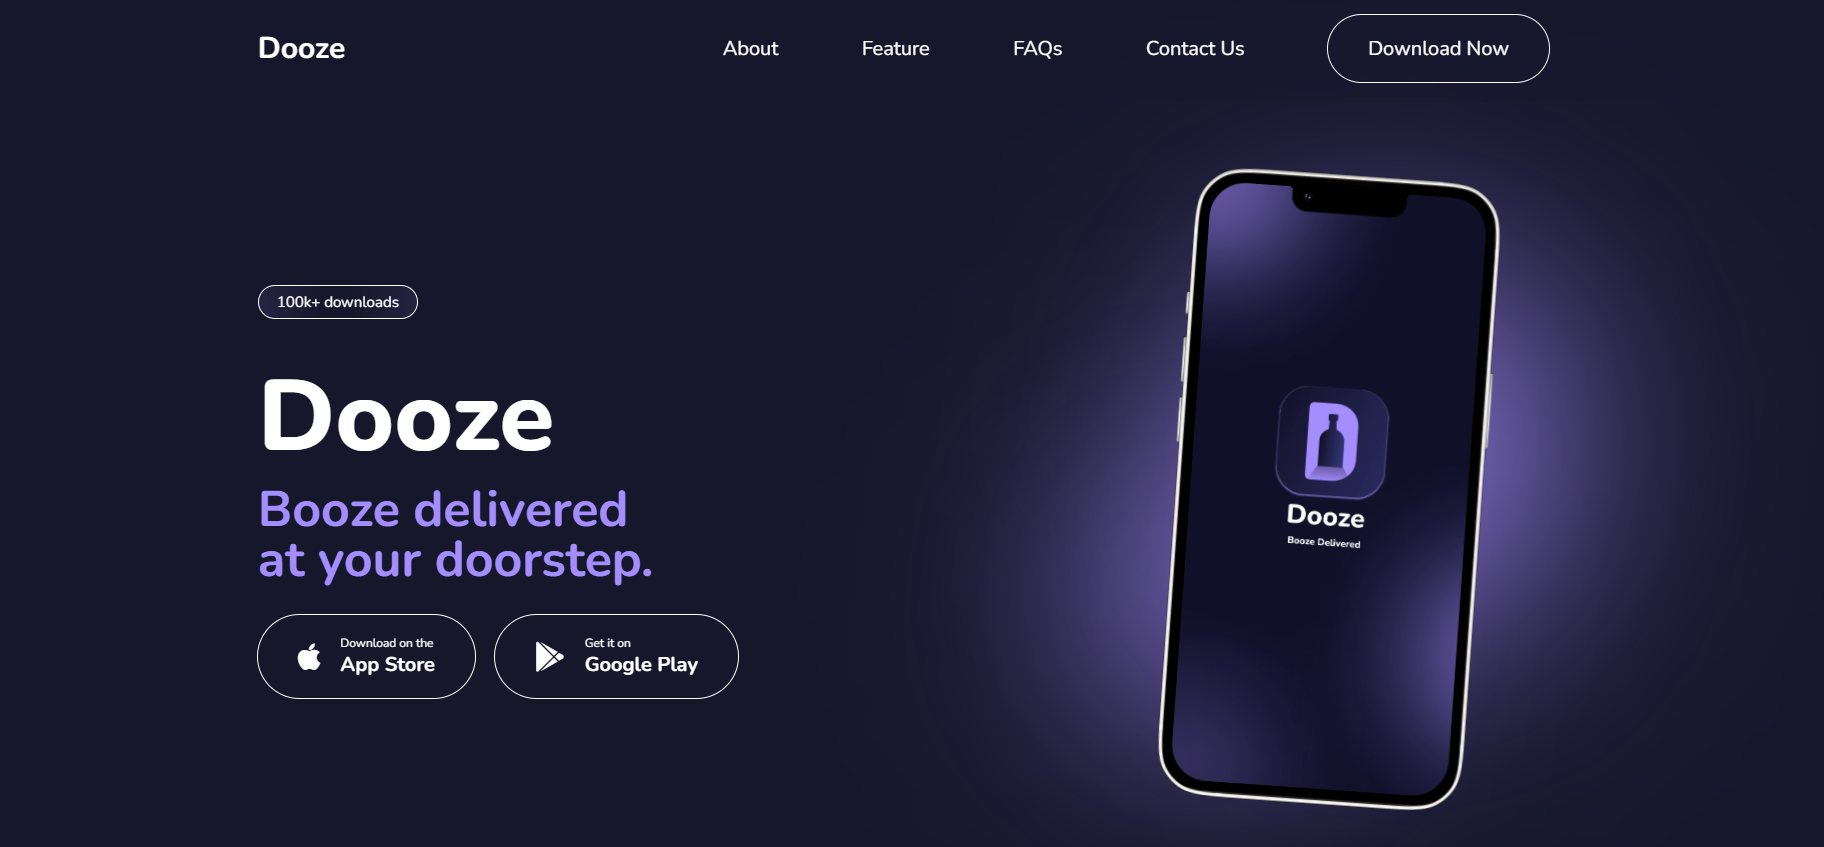 Dooze
About
Feature
FAQs
Contact Us
Download Now
100k+ downloads
Dooze
Booze delivered
at your doorstep.
Download on the
App Store
Get it on
Google Play
D
Dooze
Booze Delivered